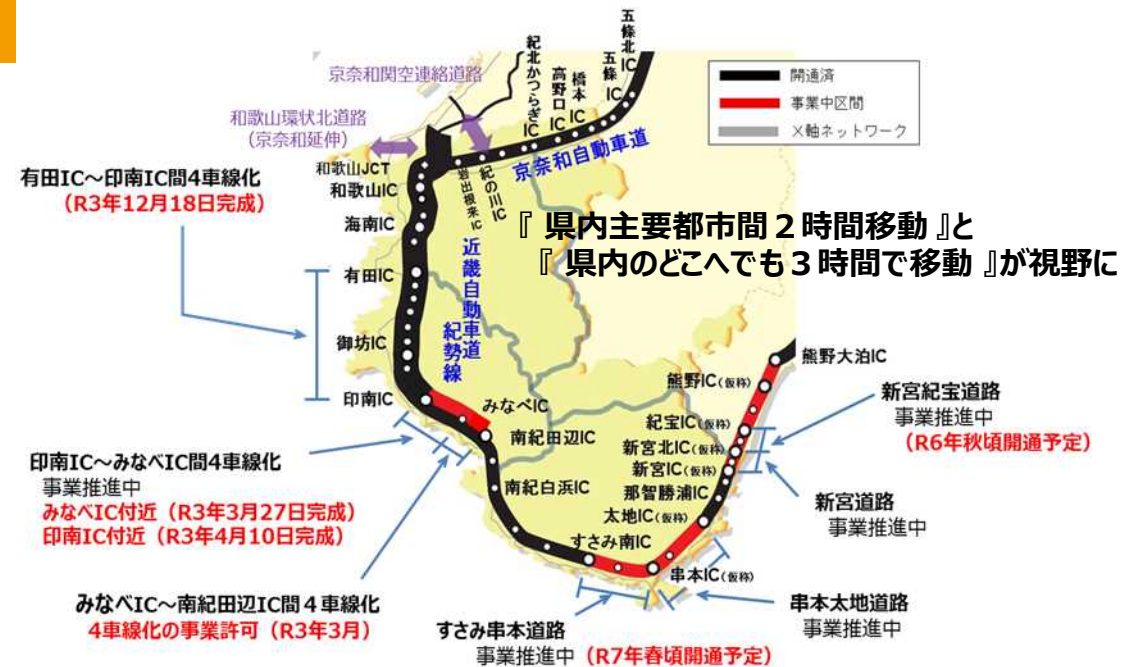 五條北IC
五條IC
橋本IC
高野口IC
紀北かつらぎIC
京奈和関空連絡道路
和歌山環状北道路
(京奈和延伸)
開通済
事業中区間
X軸ネットワーク
京奈和自動車道
紀の川IC
岩出根来IC
和歌山JCT
和歌山IC
海南IC
有田IC
御坊IC
印南IC
近畿自動車道
紀勢線
有田IC～印南IC間4車線化
(R3年12月18日完成)
『 県内主要都市間2時間移動 』と
『 県内のどこへでも3時間で移動 』が視野に
みなべIC
南紀田辺IC
南紀白浜IC
すさみ南IC
熊野大泊IC
熊野IC(仮称)
紀宝IC(仮称)
新宮北IC(仮称)
新宮IC(仮称)
那智勝浦IC
太地IC(仮称)
串本IC(仮称)
新宮紀宝道路
事業推進中
(R6年秋頃開通予定)
新宮道路
事業推進中
印南IC～みなべIC間4車線化
事業推進中
みなべIC付近(R3年3月27日完成)
印南IC付近(R3年4月10日完成)
みなべIC～南紀田辺IC間4車線化
4車線化の事業許可(R3年3月)
すさみ串本道路
事業推進中(R7年春頃開通予定)
串本太地道路
事業推進中